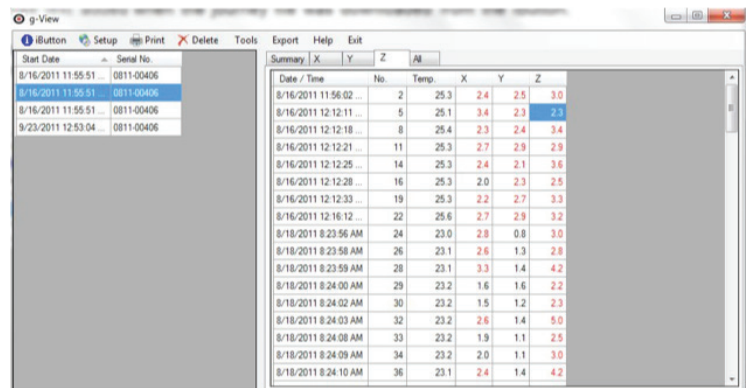 g-View
iButton Setup Print Delete Tools Export Help Exit
Start Date Serial No.
8/16/2011 11:55:51 ... 0811-00406
8/16/2011 11:55:51 ... 0811-00406
8/16/2011 11:55:51 ... 0811-00406
9/23/2011 12:53:04 ... 0811-00406
Summary X Y Z All
Date / Time No. Temp. X Y Z
8/16/2011 11:56:02 ... 2 25.3 2.4 2.5 3.0
8/16/2011 12:12:11 ... 5 25.1 3.4 2.3 2.3
8/16/2011 12:12:18 ... 8 25.4 2.3 2.4 3.4
8/16/2011 12:12:21 ... 11 25.3 2.7 2.9 2.9
8/16/2011 12:12:25 ... 14 25.3 2.4 2.1 3.6
8/16/2011 12:12:28 ... 16 25.3 2.0 2.3 2.5
8/16/2011 12:12:33 ... 19 25.3 2.2 2.7 3.3
8/16/2011 12:16:12 ... 22 25.6 2.7 2.9 3.2
8/18/2011 8:23:56 AM 24 23.0 2.8 0.8 3.0
8/18/2011 8:23:58 AM 26 23.1 2.6 1.3 2.8
8/18/2011 8:23:59 AM 28 23.1 3.3 1.4 4.2
8/18/2011 8:24:00 AM 29 23.2 1.6 1.6 2.2
8/18/2011 8:24:02 AM 30 23.2 1.5 1.2 2.3
8/18/2011 8:24:03 AM 32 23.2 2.6 1.4 5.0
8/18/2011 8:24:08 AM 33 23.2 1.9 1.1 2.5
8/18/2011 8:24:09 AM 34 23.2 2.0 1.1 3.0
8/18/2011 8:24:10 AM 36 23.1 2.4 1.4 4.2